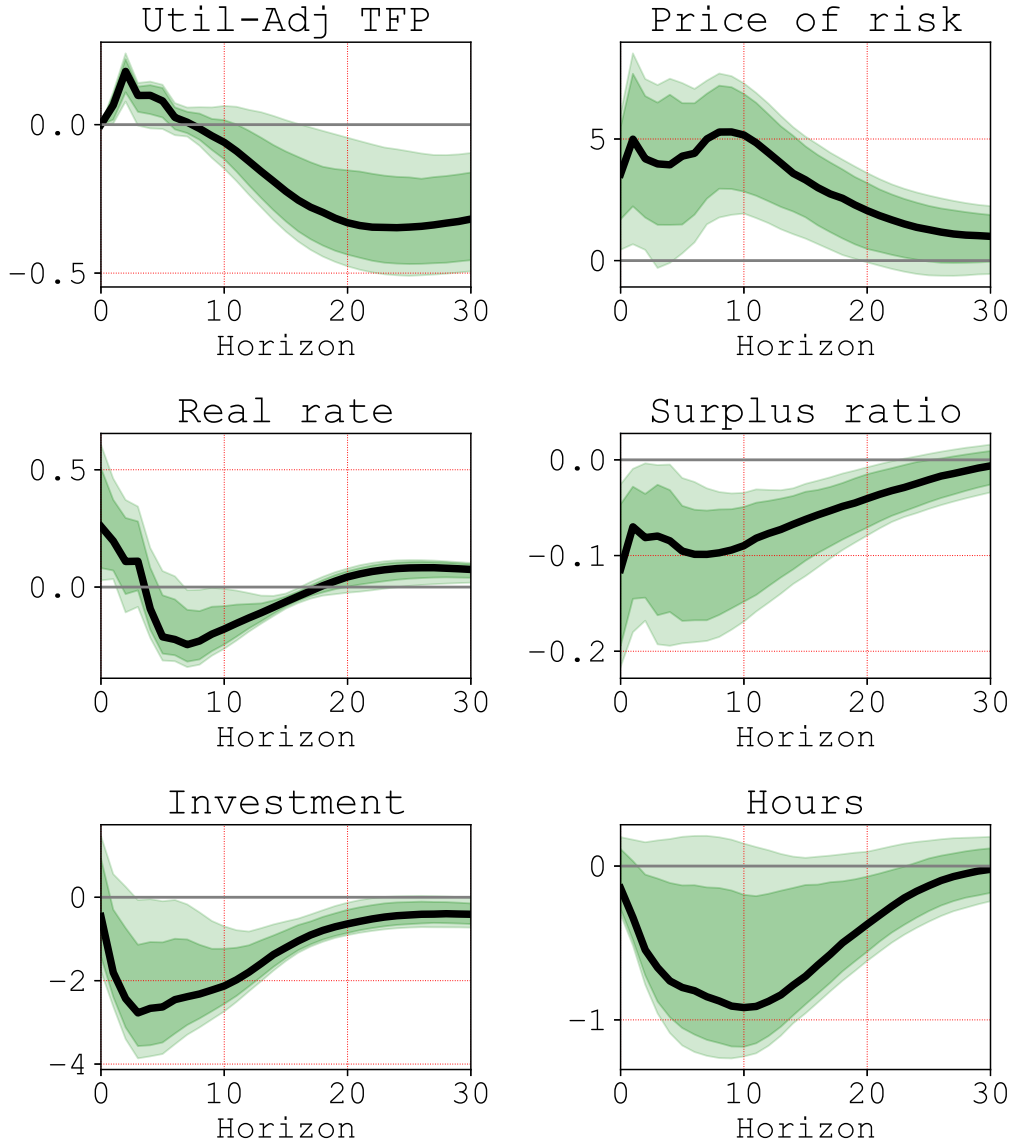 Util-Adj TFP
0.0
−0.5
0 10 20 30
Horizon
Price of risk
5
0
0 10 20 30
Horizon
Real rate
0.5
0.0
0 10 20 30
Horizon
Surplus ratio
0.0
−0.1
−0.2
0 10 20 30
Horizon
Investment
0
−2
−4
0 10 20 30
Horizon
Hours
0
−1
0 10 20 30
Horizon